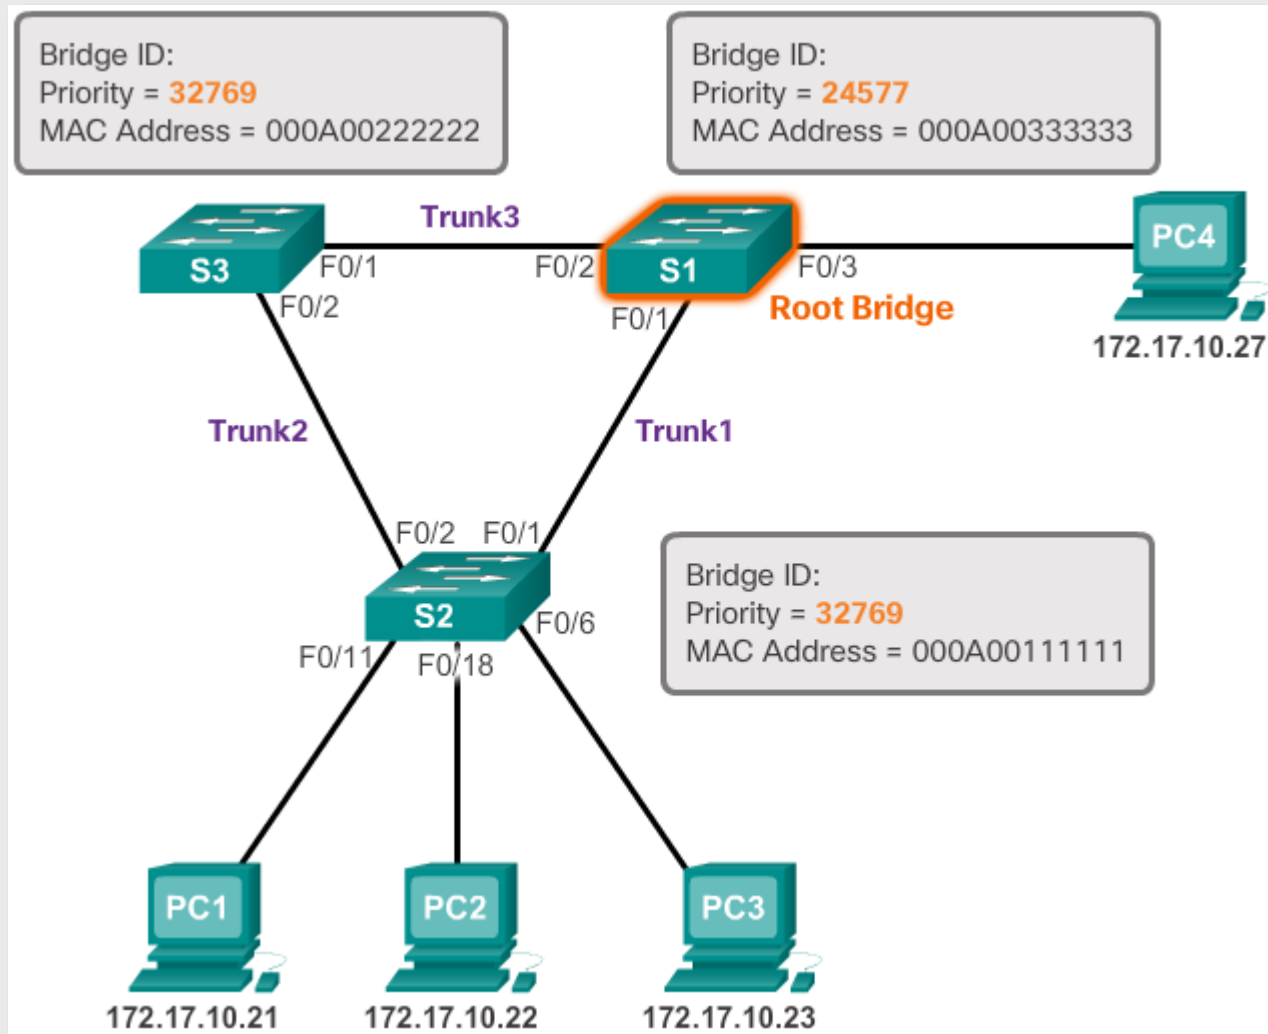 Bridge ID:
Priority = 32769
MAC Address = 000A00222222
Bridge ID:
Priority = 24577
MAC Address = 000A00333333
Trunk3
S3
F0/1
F0/2
S1
F0/3
PC4
F0/2
F0/1
Root Bridge
172.17.10.27
Trunk2
Trunk1
F0/2
F0/1
S2
F0/6
F0/11
F0/18
Bridge ID:
Priority = 32769
MAC Address = 000A00111111
PC1
PC2
PC3
172.17.10.21
172.17.10.22
172.17.10.23